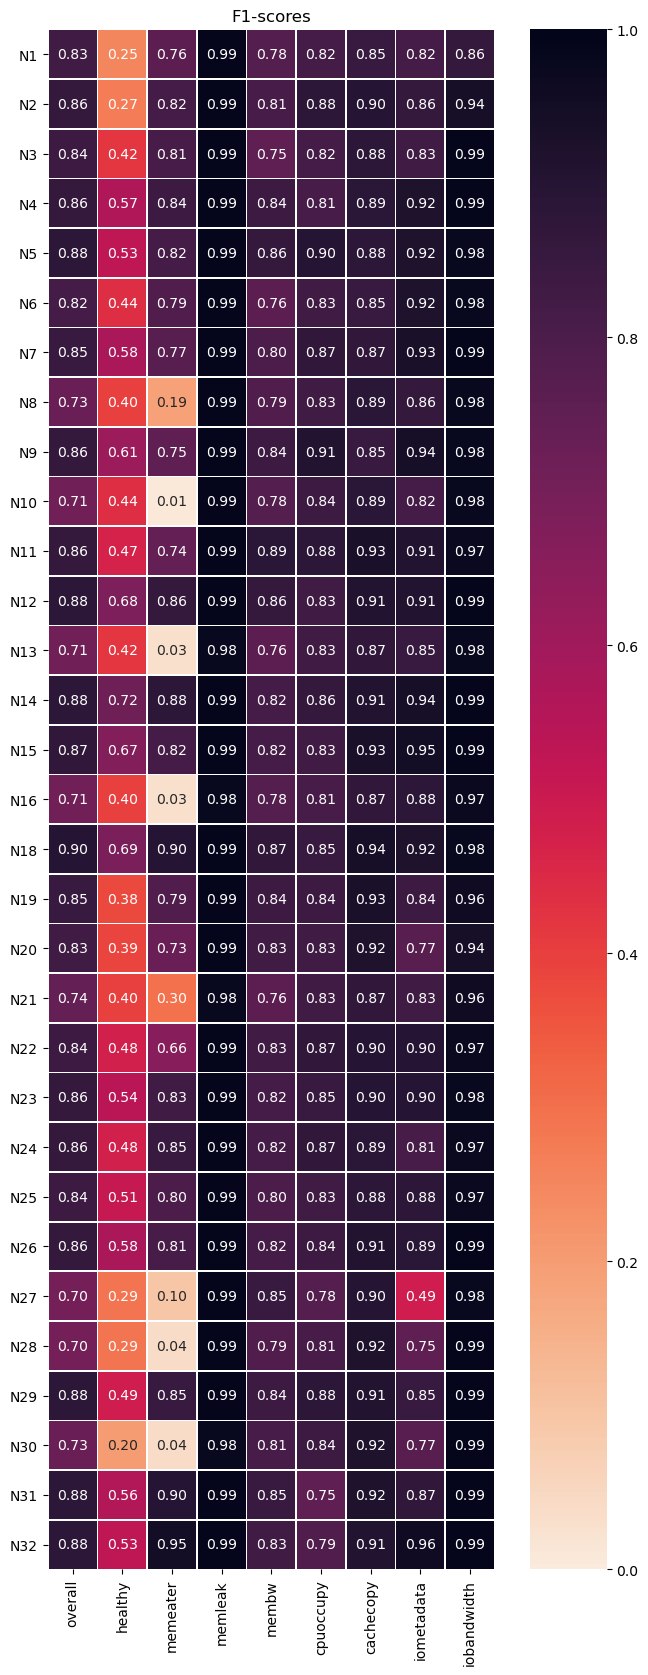 F1-scores
N1 0.83 0.25 0.76 0.99 0.78 0.82 0.85 0.82 0.86
N2 0.86 0.27 0.82 0.99 0.81 0.88 0.90 0.86 0.94
N3 0.84 0.42 0.81 0.99 0.75 0.82 0.88 0.83 0.99
N4 0.86 0.57 0.84 0.99 0.84 0.81 0.89 0.92 0.99
N5 0.88 0.53 0.82 0.99 0.86 0.90 0.88 0.92 0.98
N6 0.82 0.44 0.79 0.99 0.76 0.83 0.85 0.92 0.98
N7 0.85 0.58 0.77 0.99 0.80 0.87 0.87 0.93 0.99
N8 0.73 0.40 0.19 0.99 0.79 0.83 0.89 0.86 0.98
N9 0.86 0.61 0.75 0.99 0.84 0.91 0.85 0.94 0.98
N10 0.71 0.44 0.01 0.99 0.78 0.84 0.89 0.82 0.98
N11 0.86 0.47 0.74 0.99 0.89 0.88 0.93 0.91 0.97
N12 0.88 0.68 0.86 0.99 0.86 0.83 0.91 0.91 0.99
N13 0.71 0.42 0.03 0.98 0.76 0.83 0.87 0.85 0.98
N14 0.88 0.72 0.88 0.99 0.82 0.86 0.91 0.94 0.99
N15 0.87 0.67 0.82 0.99 0.82 0.83 0.93 0.95 0.99
N16 0.71 0.40 0.03 0.98 0.78 0.81 0.87 0.88 0.97
N18 0.90 0.69 0.90 0.99 0.87 0.85 0.94 0.92 0.98
N19 0.85 0.38 0.79 0.99 0.84 0.84 0.93 0.84 0.96
N20 0.83 0.39 0.73 0.99 0.83 0.83 0.92 0.77 0.94
N21 0.74 0.40 0.30 0.98 0.76 0.83 0.87 0.83 0.96
N22 0.84 0.48 0.66 0.99 0.83 0.87 0.90 0.90 0.97
N23 0.86 0.54 0.83 0.99 0.82 0.85 0.90 0.90 0.98
N24 0.86 0.48 0.85 0.99 0.82 0.87 0.89 0.81 0.97
N25 0.84 0.51 0.80 0.99 0.80 0.83 0.88 0.88 0.97
N26 0.86 0.58 0.81 0.99 0.82 0.84 0.91 0.89 0.99
N27 0.70 0.29 0.10 0.99 0.85 0.78 0.90 0.49 0.98
N28 0.70 0.29 0.04 0.99 0.79 0.81 0.92 0.75 0.99
N29 0.88 0.49 0.85 0.99 0.84 0.88 0.91 0.85 0.99
N30 0.73 0.20 0.04 0.98 0.81 0.84 0.92 0.77 0.99
N31 0.88 0.56 0.90 0.99 0.85 0.75 0.92 0.87 0.99
N32 0.88 0.53 0.95 0.99 0.83 0.79 0.91 0.96 0.99
overall healthy memeater memleak membw cpuoccupy cachecopy iometadata iobandwidth
1.0
0.8
0.6
0.4
0.2
0.0